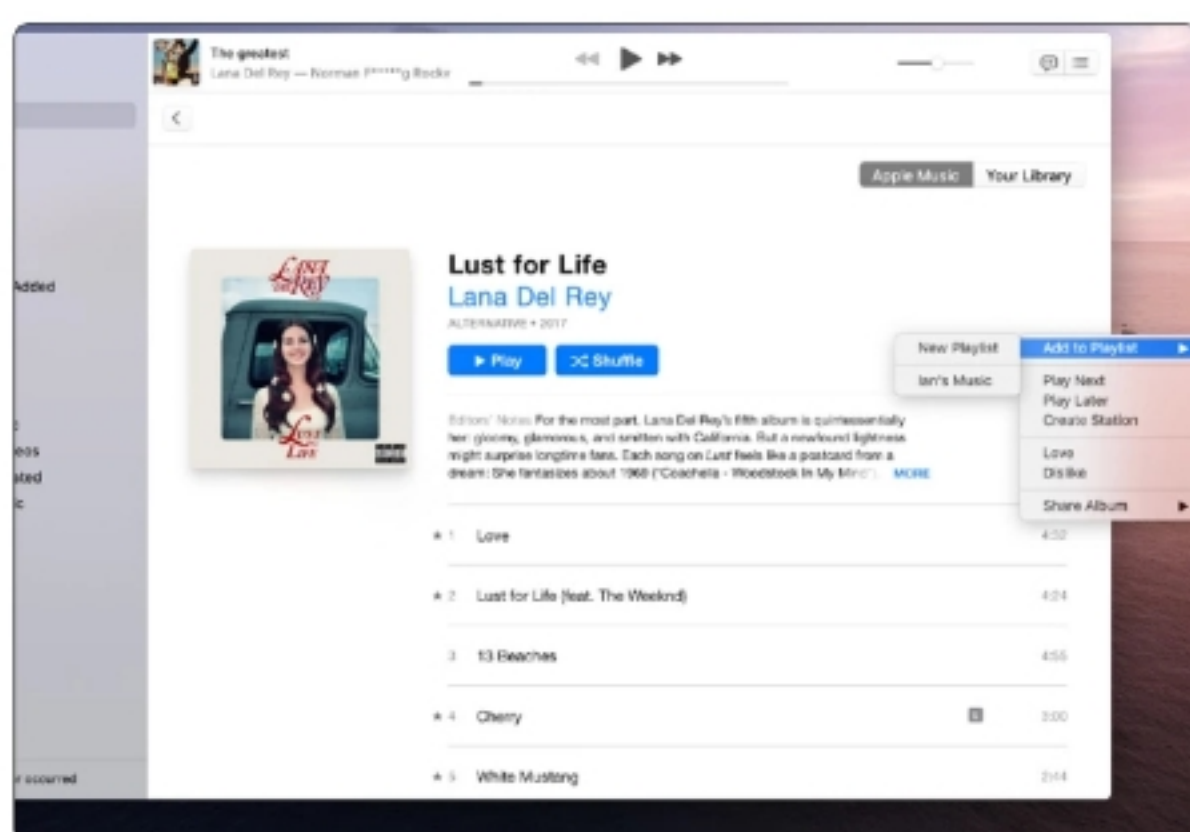 The greatest
Lana Del Rey — Norman F*****g Rockw
Apple Music
Your Library
LANA
DEL REY
LUST
FOR
LIFE
Lust for Life
Lana Del Rey
ALTERNATIVE • 2017
Play
Shuffle
Editors' Notes For the most part, Lana Del Rey's fifth album is quintessentially
her: gloomy, glamorous, and smitten with California. But a newfound lightness
might surprise longtime fans. Each song on Lust feels like a postcard from a
dream: She fantasizes about 1969 ("Coachella - Woodstock In My Mind"),
MORE
New Playlist
Ian's Music
Add to Playlist
Play Next
Play Later
Create Station
Love
Dislike
Share Album
★ 1 Love 4:32
★ 2 Lust for Life (feat. The Weeknd) 4:24
3 13 Beaches 4:55
★ 4 Cherry E 3:00
★ 5 White Mustang 2:44
Added
eos
ated
c
r occurred